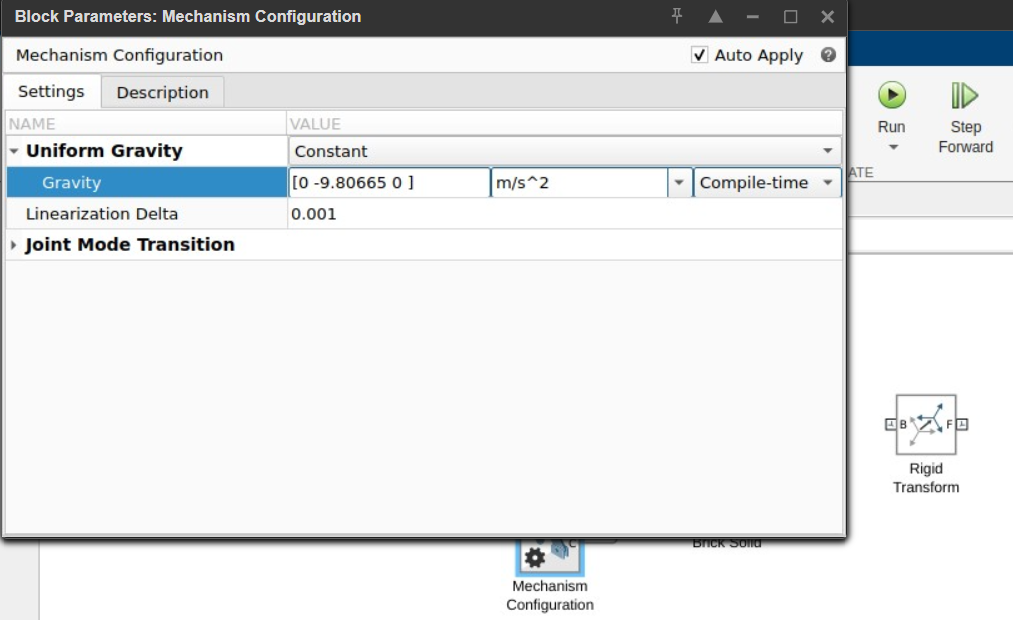 Block Parameters: Mechanism Configuration
Mechanism Configuration
Auto Apply
Settings
Description
NAME
VALUE
Uniform Gravity
Constant
Gravity
[0 -9.80665 0 ]
m/s^2
Compile-time
Linearization Delta
0.001
Joint Mode Transition
Run
Step
Forward
ATE
B
F
Rigid
Transform
Brick Solid
C
Mechanism
Configuration